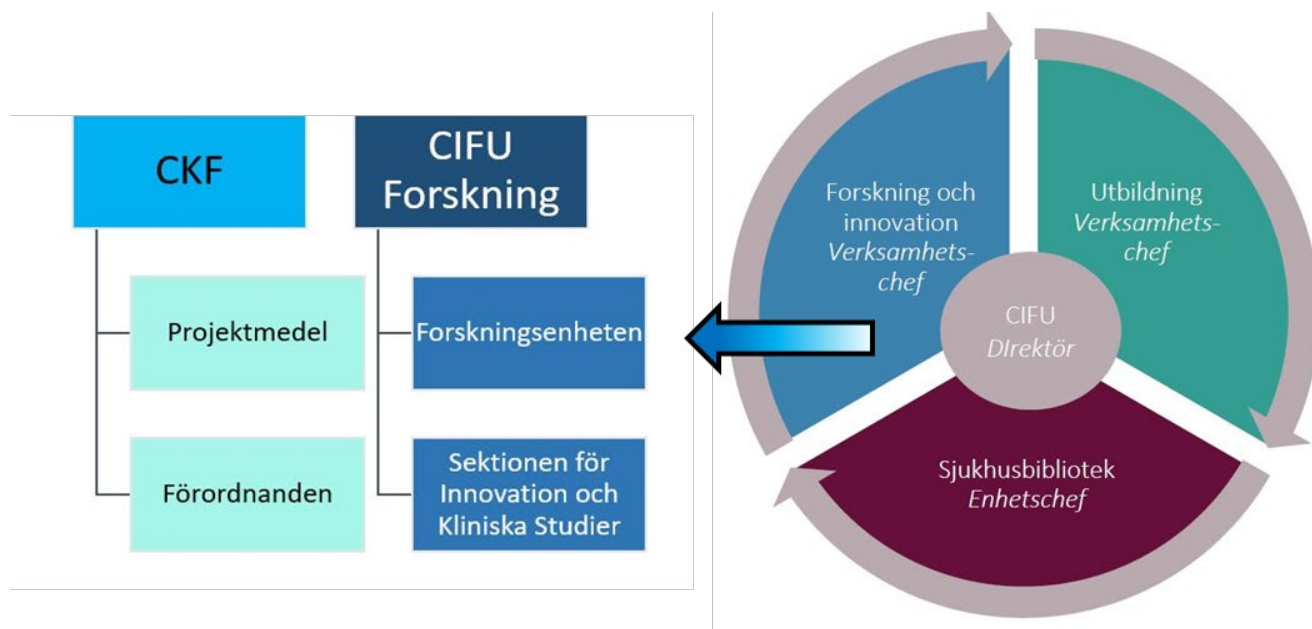 CKF
Projektmedel
Förordnanden
CIFU
Forskning
Forskningsenheten
Sektionen för
Innovation och
Kliniska Studier
Forskning och
innovation
Verksamhets-
chef
Utbildning
Verksamhets-
chef
CIFU
DIrektör
Sjukhusbibliotek
Enhetschef